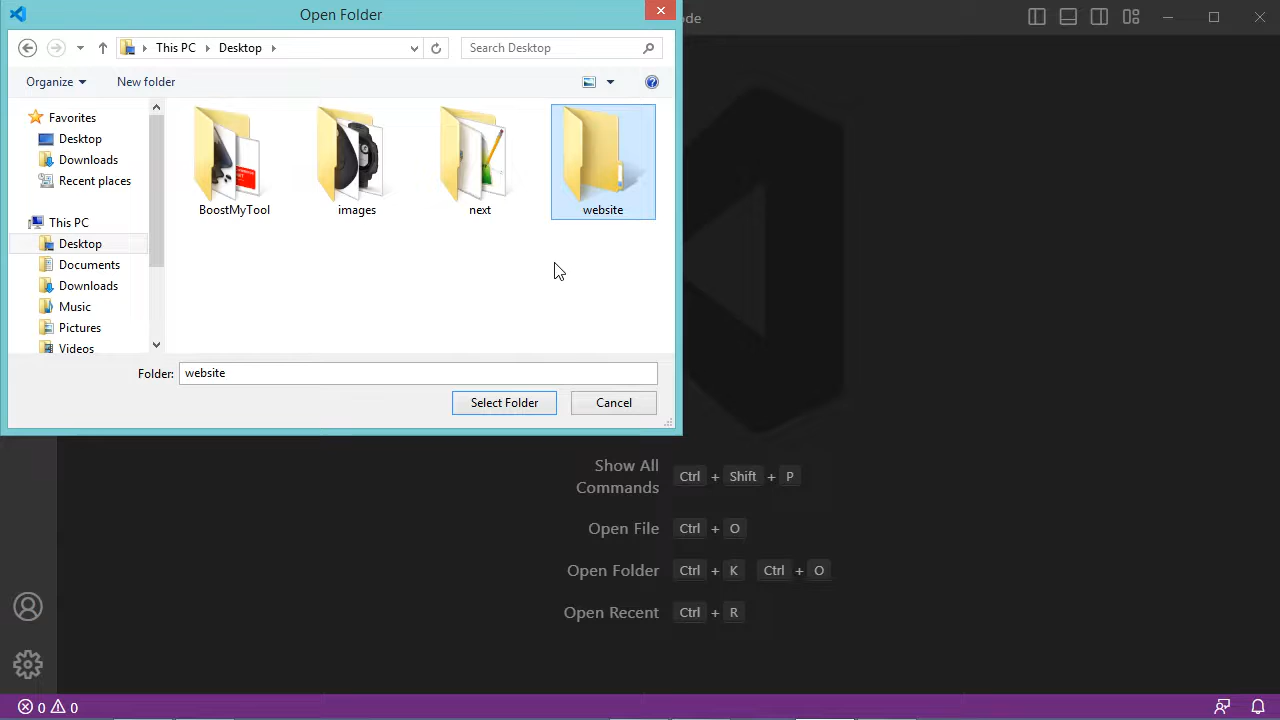 Open Folder
ode
This PC Desktop
Search Desktop
Organize New folder
Favorites
Desktop
Downloads
Recent places
This PC
Desktop
Documents
Downloads
Music
Pictures
Videos
BoostMyTool
images
next
website
Folder: website
Select Folder Cancel
Show All Commands Ctrl + Shift + P
Open File Ctrl + O
Open Folder Ctrl + K Ctrl + O
Open Recent Ctrl + R
0 0